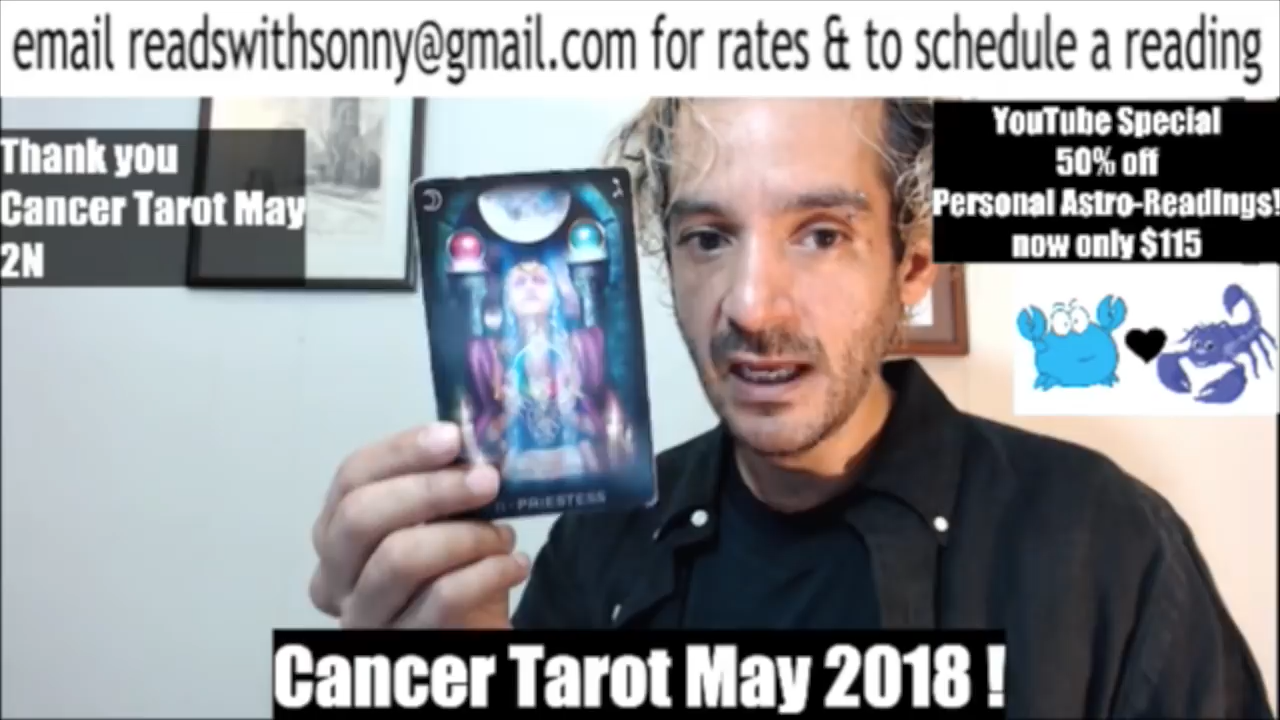 email readswithsonny@gmail.com for rates & to schedule a reading
Thank you
Cancer Tarot May
2N
YouTube Special
50% off
Personal Astro-Readings!
now only $115
II - PRIESTESS
Cancer Tarot May 2018 !